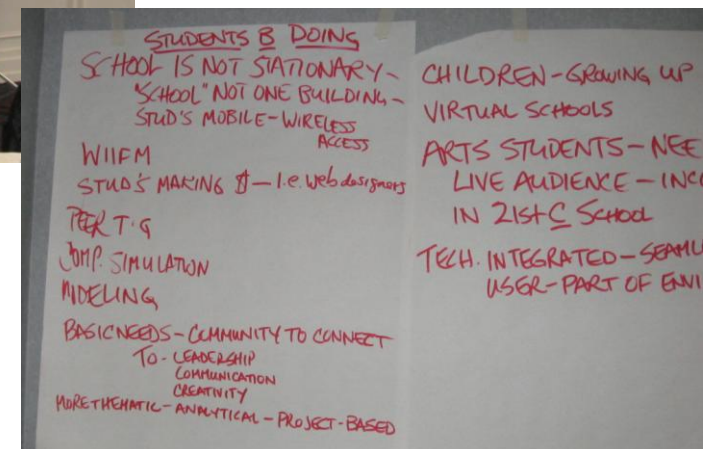 STUDENTS B DOING
SCHOOL IS NOT STATIONARY -
"SCHOOL" NOT ONE BUILDING -
STUD'S MOBILE - WIRELESS
ACCESS
WIIFM
STUD'S MAKING $ - I.e. web designers
PEER T.G
COMP. SIMULATION
MODELING
BASIC NEEDS - COMMUNITY TO CONNECT
TO - LEADERSHIP
COMMUNICATION
CREATIVITY
MORE THEMATIC - ANALYTICAL - PROJECT-BASED
CHILDREN - GROWING UP
VIRTUAL SCHOOLS
ARTS STUDENTS - NEE
LIVE AUDIENCE - INC
IN 21st C SCHOOL
TECH. INTEGRATED - SEAML
USER - PART OF ENVI